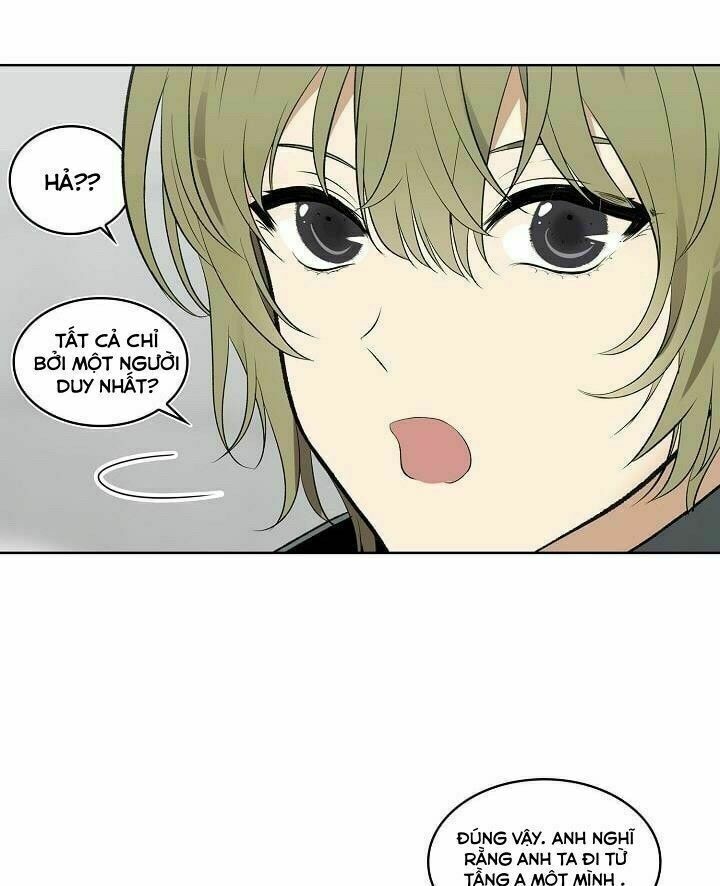 HẢ??
TẤT CẢ CHỈ
BỞI MỘT NGƯỜI
DUY NHẤT?
ĐÚNG VẬY. ANH NGHĨ
RẰNG ANH TA ĐI TỪ
TẦNG A MỘT MÌNH .